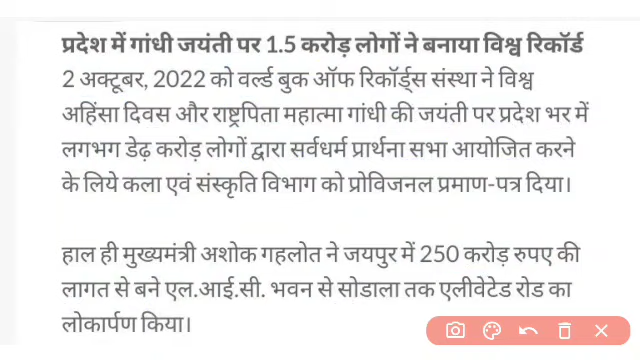 प्रदेश में गांधी जयंती पर 1.5 करोड़ लोगों ने बनाया विश्व रिकॉर्ड
2 अक्टूबर, 2022 को वर्ल्ड बुक ऑफ रिकॉर्ड्स संस्था ने विश्व
अहिंसा दिवस और राष्ट्रपिता महात्मा गांधी की जयंती पर प्रदेश भर में
लगभग डेढ़ करोड़ लोगों द्वारा सर्वधर्म प्रार्थना सभा आयोजित करने
के लिये कला एवं संस्कृति विभाग को प्रोविजनल प्रमाण-पत्र दिया।
हाल ही मुख्यमंत्री अशोक गहलोत ने जयपुर में 250 करोड़ रुपए की
लागत से बने एल.आई.सी. भवन से सोडाला तक एलीवेटेड रोड का
लोकार्पण किया।